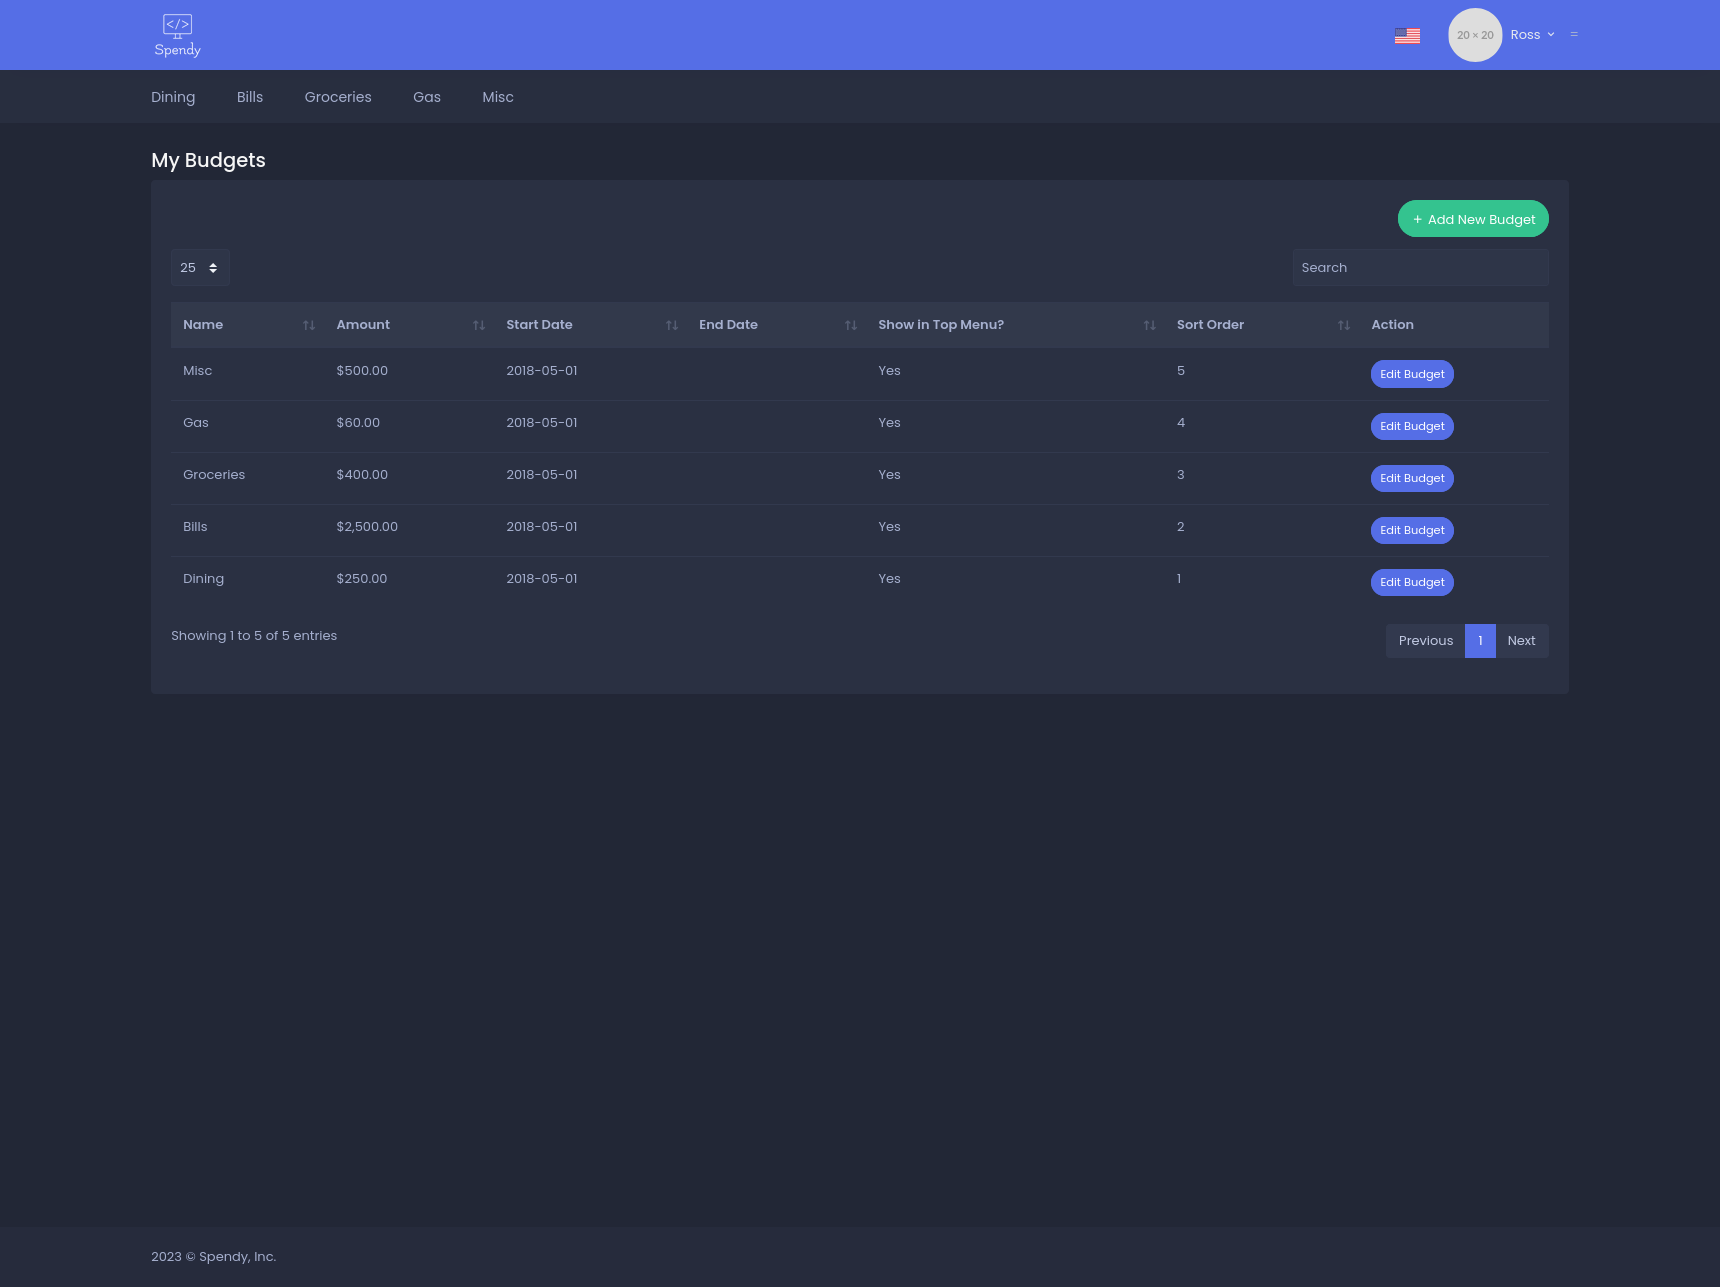 </>
Spendy
20 × 20
Ross
Dining Bills Groceries Gas Misc
My Budgets
+ Add New Budget
25
Search
Name Amount Start Date End Date Show in Top Menu? Sort Order Action
Misc $500.00 2018-05-01 Yes 5 Edit Budget
Gas $60.00 2018-05-01 Yes 4 Edit Budget
Groceries $400.00 2018-05-01 Yes 3 Edit Budget
Bills $2,500.00 2018-05-01 Yes 2 Edit Budget
Dining $250.00 2018-05-01 Yes 1 Edit Budget
Showing 1 to 5 of 5 entries
Previous 1 Next
2023 © Spendy, Inc.